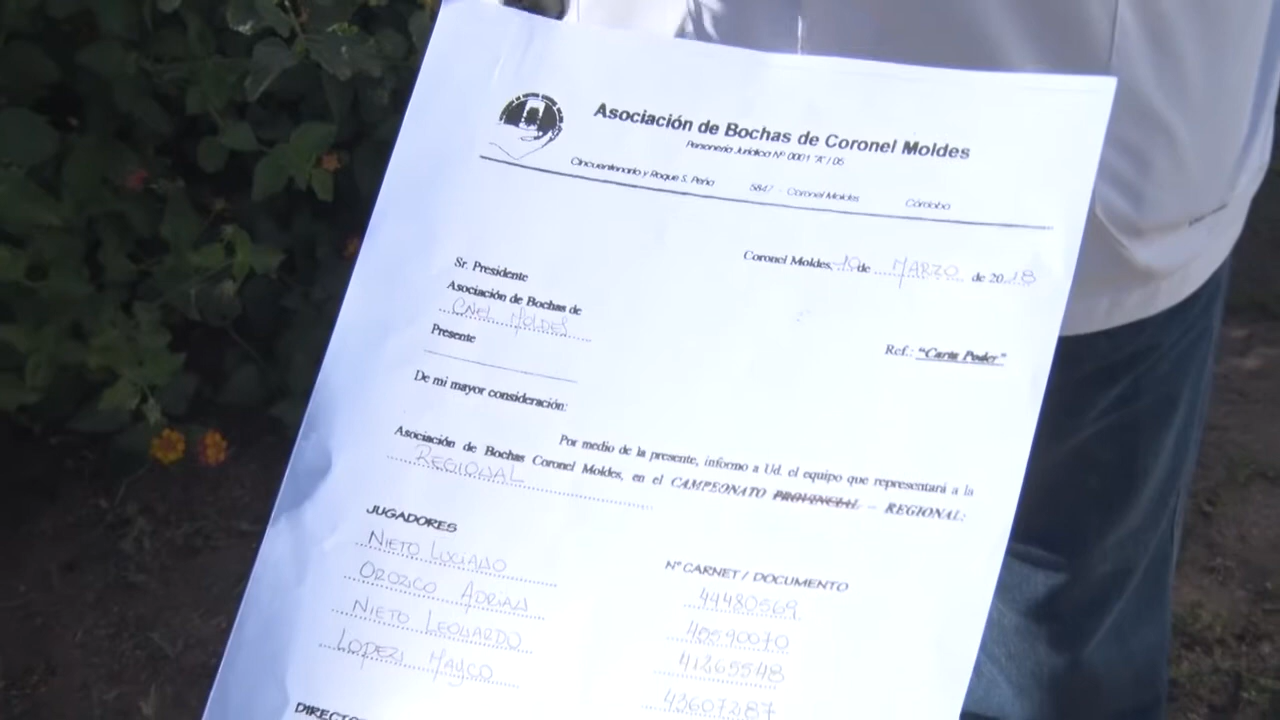 Asociación de Bochas de Coronel Moldes
Personería Jurídica Nº 0001 "A" / 05
Cincuentenario y Roque S. Peña 5847 - Coronel Moldes Córdoba
Coronel Moldes, 10 de MARZO de 2018
Sr. Presidente
Asociación de Bochas de
CNEL MOLDES
Presente
Ref.: "Carta Poder"
De mi mayor consideración:
Por medio de la presente, informo a Ud. el equipo que representará a la
Asociación de Bochas Coronel Moldes, en el CAMPEONATO PROVINCIAL – REGIONAL:
REGIONAL
JUGADORES Nº CARNET / DOCUMENTO
NIETO LUCIANO 44480569
OROZCO ADRIAN 45590070
NIETO LEONARDO 41265548
LOPEZ MAYCO 43607287